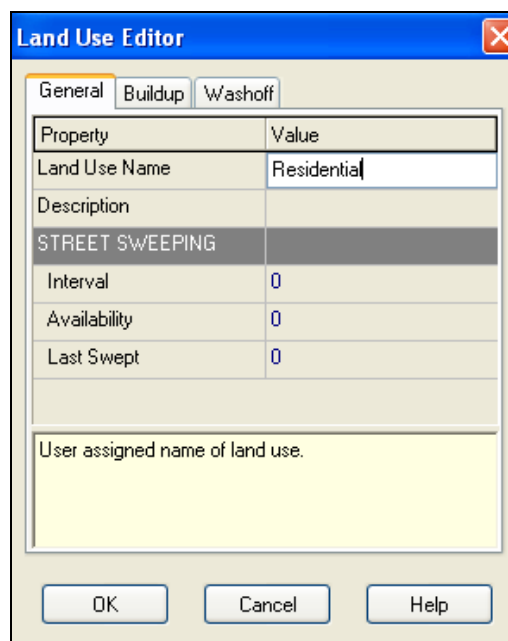 Land Use Editor
General Buildup Washoff
Property Value
Land Use Name Residential
Description
STREET SWEEPING
Interval 0
Availability 0
Last Swept 0
User assigned name of land use.
OK Cancel Help